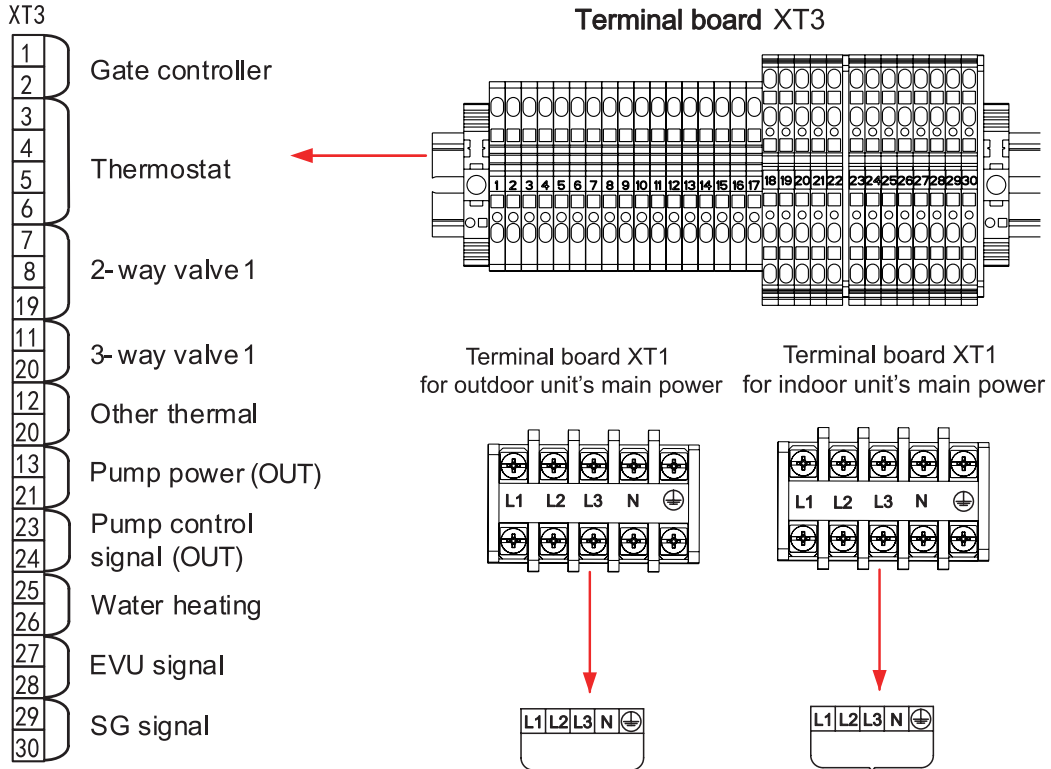 XT3
1
2
Gate controller
3
4
5
6
Thermostat
7
8
19
2-way valve 1
11
20
3-way valve 1
12
20
Other thermal
13
21
Pump power (OUT)
23
24
Pump control
signal (OUT)
25
26
Water heating
27
28
EVU signal
29
30
SG signal
Terminal board XT3
1 2 3 4 5 6 7 8 9 10 11 12 13 14 15 16 17 18 19 20 21 22 23 24 25 26 27 28 29 30
Terminal board XT1
for outdoor unit's main power
L1 L2 L3 N
L1 L2 L3 N
Terminal board XT1
for indoor unit's main power
L1 L2 L3 N
L1 L2 L3 N